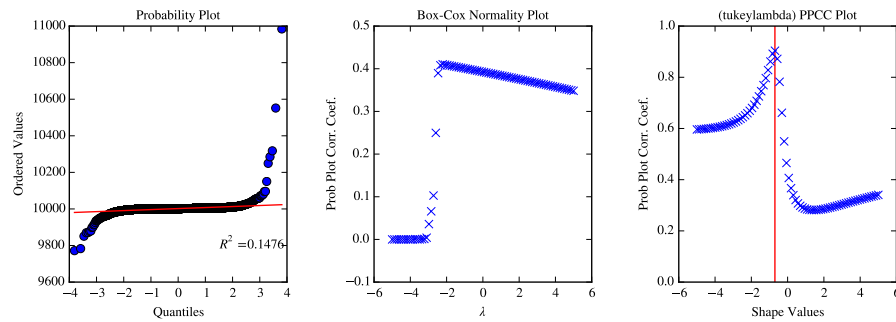 Probability Plot
Ordered Values
11000
10800
10600
10400
10200
10000
9800
9600
R² =0.1476
−4 −3 −2 −1 0 1 2 3 4
Quantiles
Box-Cox Normality Plot
Prob Plot Corr. Coef.
0.5
0.4
0.3
0.2
0.1
0.0
−0.1
−6 −4 −2 0 2 4 6
λ
(tukeylambda) PPCC Plot
Prob Plot Corr. Coef.
1.0
0.8
0.6
0.4
0.2
0.0
−6 −4 −2 0 2 4 6
Shape Values